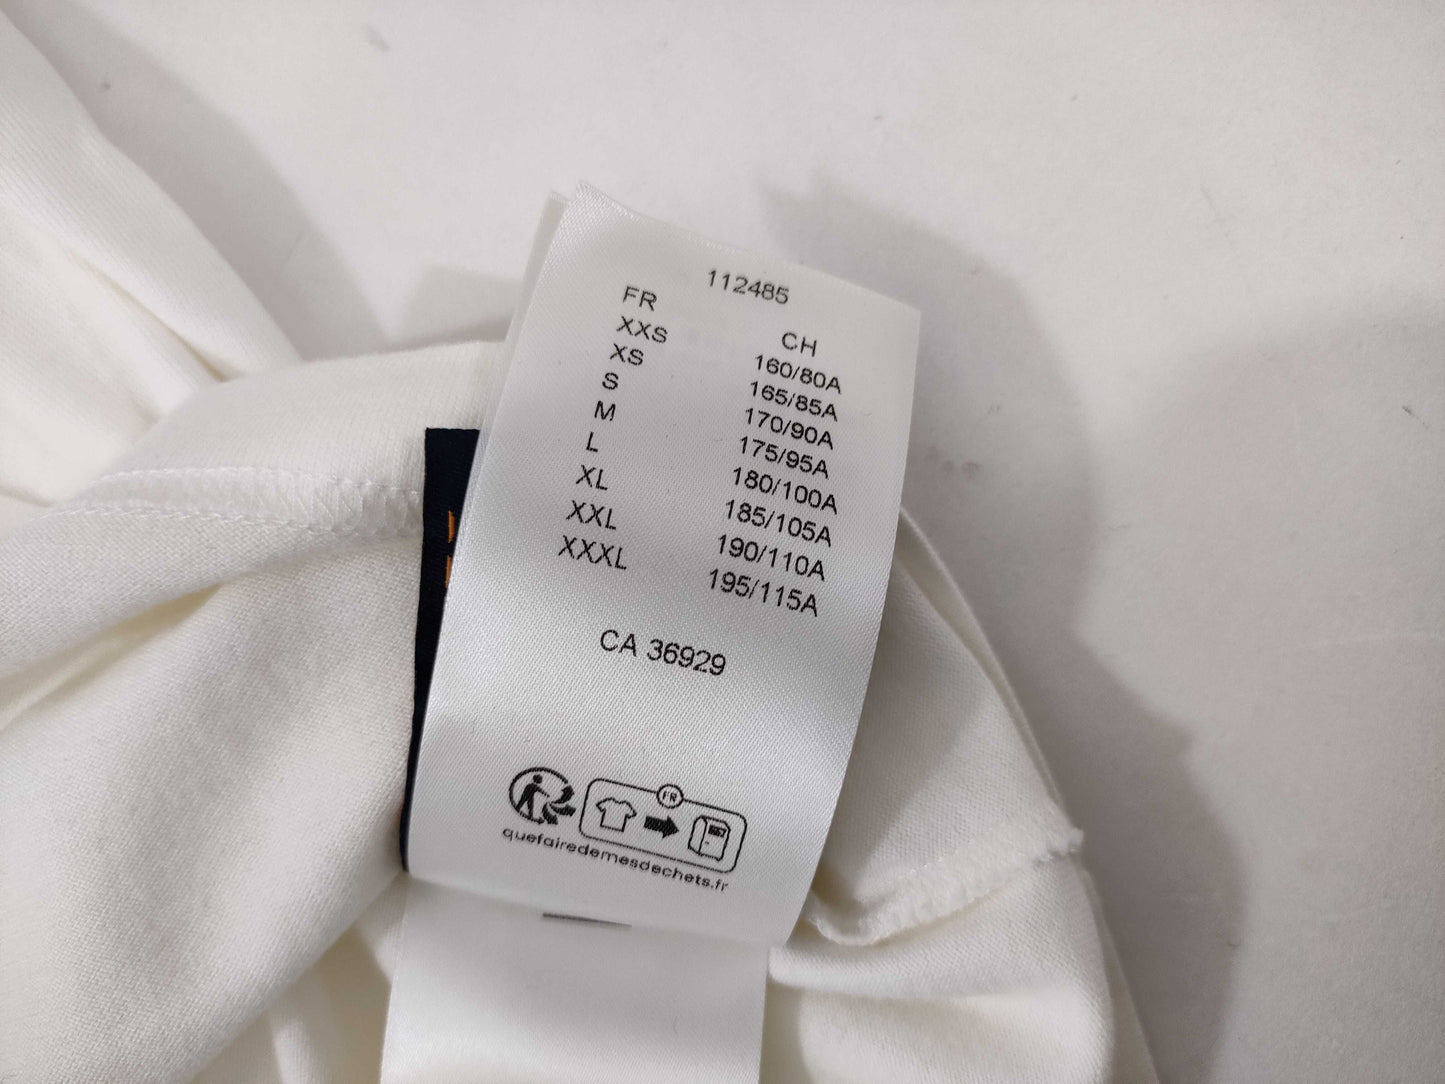 112485
FR CH
XXS 160/80A
XS 165/85A
S 170/90A
M 175/95A
L 180/100A
XL 185/105A
XXL 190/110A
XXXL 195/115A
CA 36929
FR
quefairedemesdechets.fr